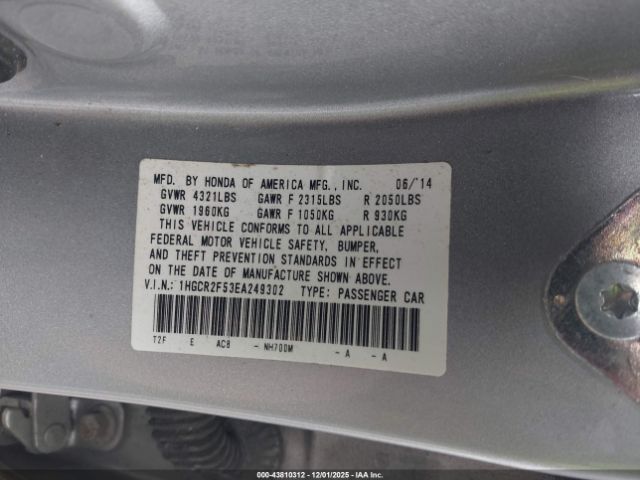 MFD. BY HONDA OF AMERICA MFG., INC. 06/'14
GVWR 4321LBS GAWR F 2315LBS R 2050LBS
GVWR 1960KG GAWR F 1050KG R 930KG
THIS VEHICLE CONFORMS TO ALL APPLICABLE
FEDERAL MOTOR VEHICLE SAFETY, BUMPER,
AND THEFT PREVENTION STANDARDS IN EFFECT
ON THE DATE OF MANUFACTURE SHOWN ABOVE.
V.I.N.: 1HGCR2F53EA249302 TYPE: PASSENGER CAR
T2F E AC8 - NH700M - A - A
000-43810312 - 12/01/2025 - IAA Inc.